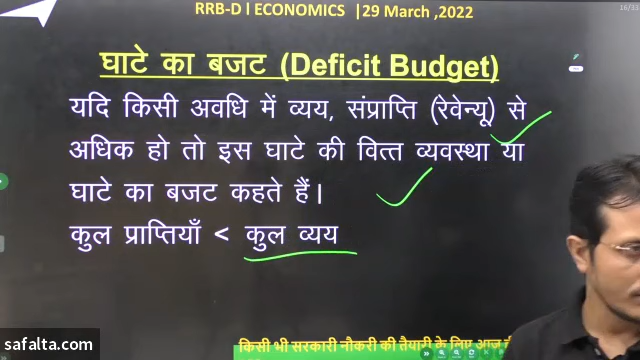 RRB-D I ECONOMICS |29 March ,2022
घाटे का बजट (Deficit Budget)
यदि किसी अवधि में व्यय, संप्राप्ति (रेवेन्यू) से
अधिक हो तो इस घाटे की वित्त व्यवस्था या
घाटे का बजट कहते हैं।
कुल प्राप्तियाँ < कुल व्यय
safalta.com
किसी भी सरकारी नौकरी की तैयारी के लिए आज